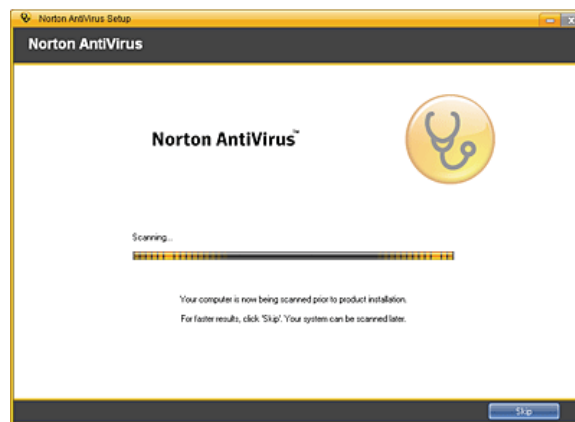 Norton AntiVirus Setup
Norton AntiVirus
Norton AntiVirus™
Scanning...
Your computer is now being scanned prior to product installation.
For faster results, click 'Skip'. Your system can be scanned later.
Skip